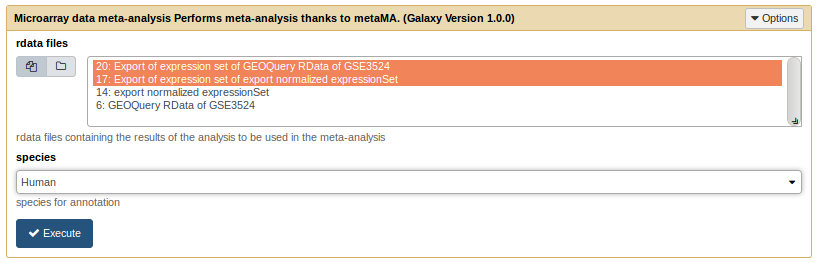 Microarray data meta-analysis Performs meta-analysis thanks to metaMA. (Galaxy Version 1.0.0)
Options
rdata files
20: Export of expression set of GEOQuery RData of GSE3524
17: Export of expression set of export normalized expressionSet
14: export normalized expressionSet
6: GEOQuery RData of GSE3524
rdata files containing the results of the analysis to be used in the meta-analysis
species
Human
species for annotation
Execute